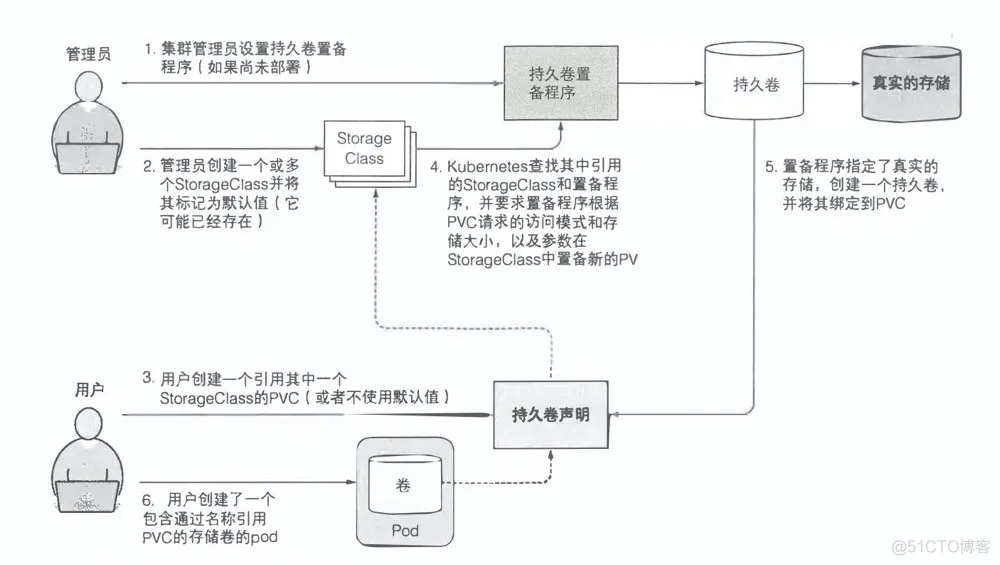 管理员
1. 集群管理员设置持久卷置备
程序（如果尚未部署）
持久卷置
备程序
持久卷
真实的存储
Storage
Class
2. 管理员创建一个或多
个StorageClass并将
其标记为默认值（它
可能已经存在）
4. Kubernetes查找其中引用
的StorageClass和置备程
序，并要求置备程序根据
PVC请求的访问模式和存
储大小，以及参数在
StorageClass中置备新的PV
5. 置备程序指定了真实的
存储，创建一个持久卷，
并将其绑定到PVC
用户
3. 用户创建一个引用其中一个
StorageClass的PVC（或者不使用默认值）
持久卷声明
卷
Pod
6. 用户创建了一个
包含通过名称引用
PVC的存储卷的pod
@51CTO博客